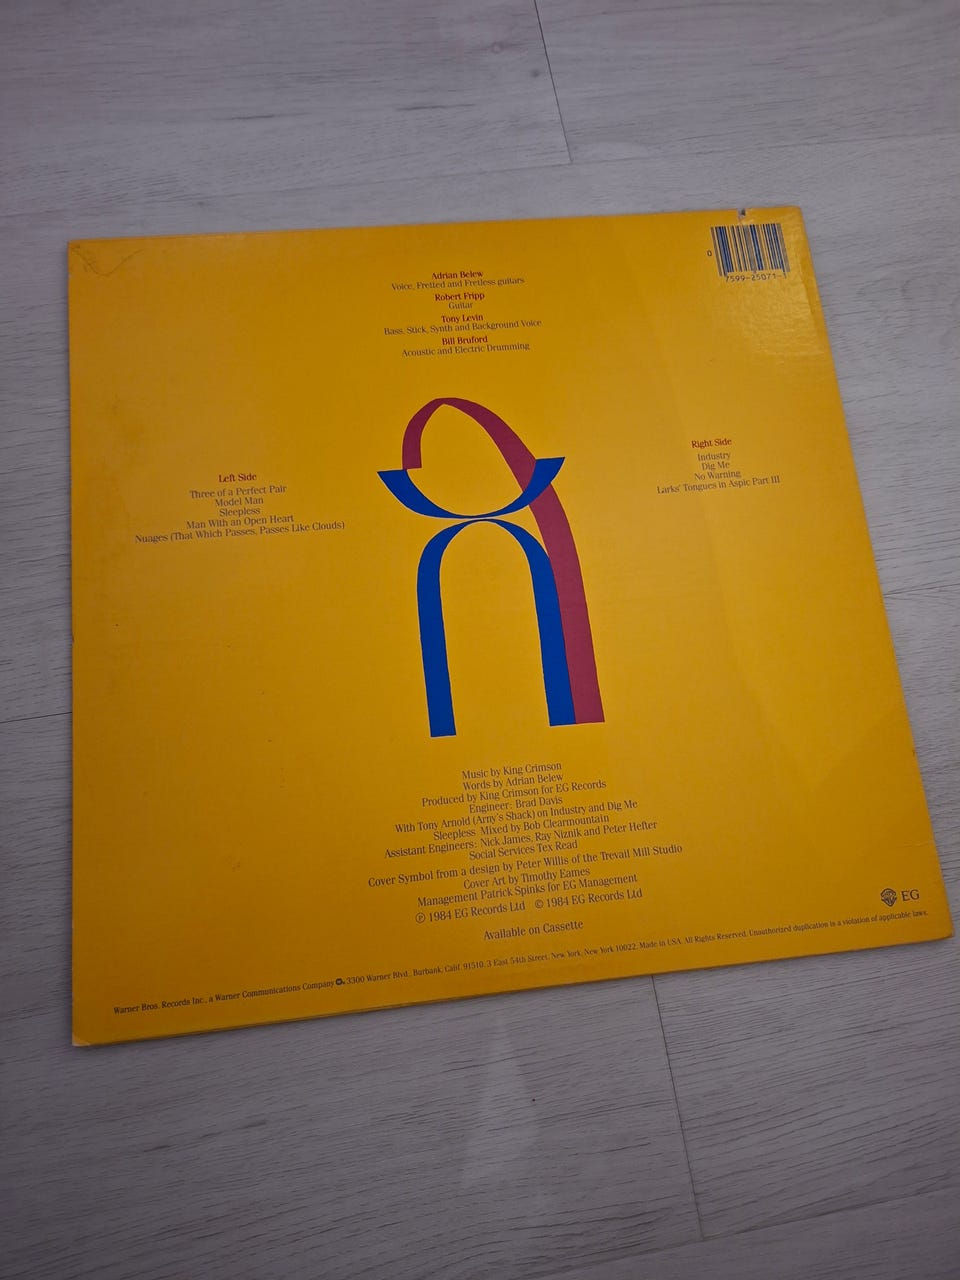 0
7599-25071-1
Adrian Belew
Voice, Fretted and Fretless guitars
Robert Fripp
Guitar
Tony Levin
Bass, Stick, Synth and Background Voice
Bill Bruford
Acoustic and Electric Drumming
Left Side
Three of a Perfect Pair
Model Man
Sleepless
Man With an Open Heart
Nuages (That Which Passes, Passes Like Clouds)
Right Side
Industry
Dig Me
No Warning
Larks' Tongues in Aspic Part III
Music by King Crimson
Words by Adrian Belew
Produced by King Crimson for EG Records
Engineer: Brad Davis
With Tony Arnold (Arny's Shack) on Industry and Dig Me
Sleepless Mixed by Bob Clearmountain
Assistant Engineers: Nick James, Ray Niznik and Peter Hefter
Social Services Tex Read
Cover Symbol from a design by Peter Willis of the Trevail Mill Studio
Cover Art by Timothy Eames
Management Patrick Spinks for EG Management
℗ 1984 EG Records Ltd © 1984 EG Records Ltd
Available on Cassette
EG
Warner Bros. Records Inc., a Warner Communications Company 3300 Warner Blvd., Burbank, Calif. 91510. 3 East 54th Street, New York, New York 10022. Made in USA. All Rights Reserved. Unauthorized duplication is a violation of applicable laws.